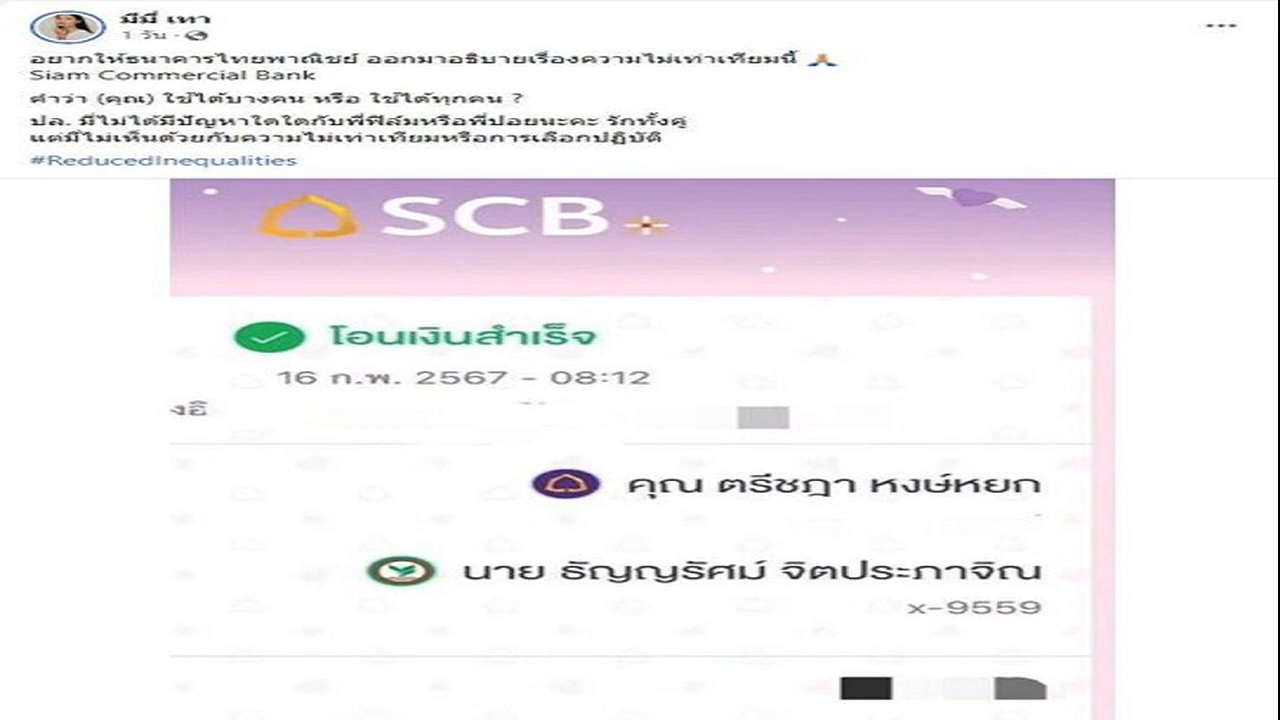 มีมี่ เทา
1 วัน ·
อยากให้ธนาคารไทยพาณิชย์ ออกมาอธิบายเรื่องความไม่เท่าเทียมนี้ 🙏
Siam Commercial Bank
คำว่า (คุณ) ใช้ได้บางคน หรือ ใช้ได้ทุกคน ?
ปล. มี่ไม่ได้มีปัญหาใดใดกับพี่ฟิล์มหรือพี่ปอยนะคะ รักทั้งคู่
แต่มี่ไม่เห็นด้วยกับความไม่เท่าเทียมหรือการเลือกปฏิบัติ
#ReducedInequalities
SCB
โอนเงินสำเร็จ
16 ก.พ. 2567 - 08:12
งอิ
คุณ ตรีชฎา หงษ์หยก
นาย ธัญญรัศม์ จิตประภาจิณ
x-9559